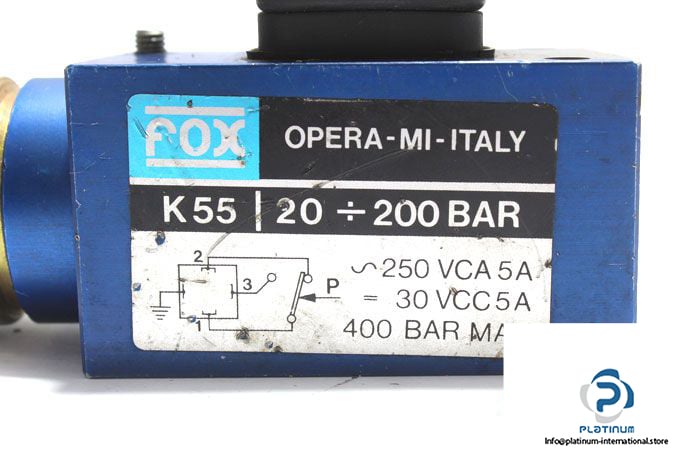 FOX
OPERA-MI-ITALY
K55 | 20 ÷ 200 BAR
2
3
1
P
∿ 250 VCA 5A
= 30 VCC 5A
400 BAR
P
PLATINUM
Info@platinum-international.store